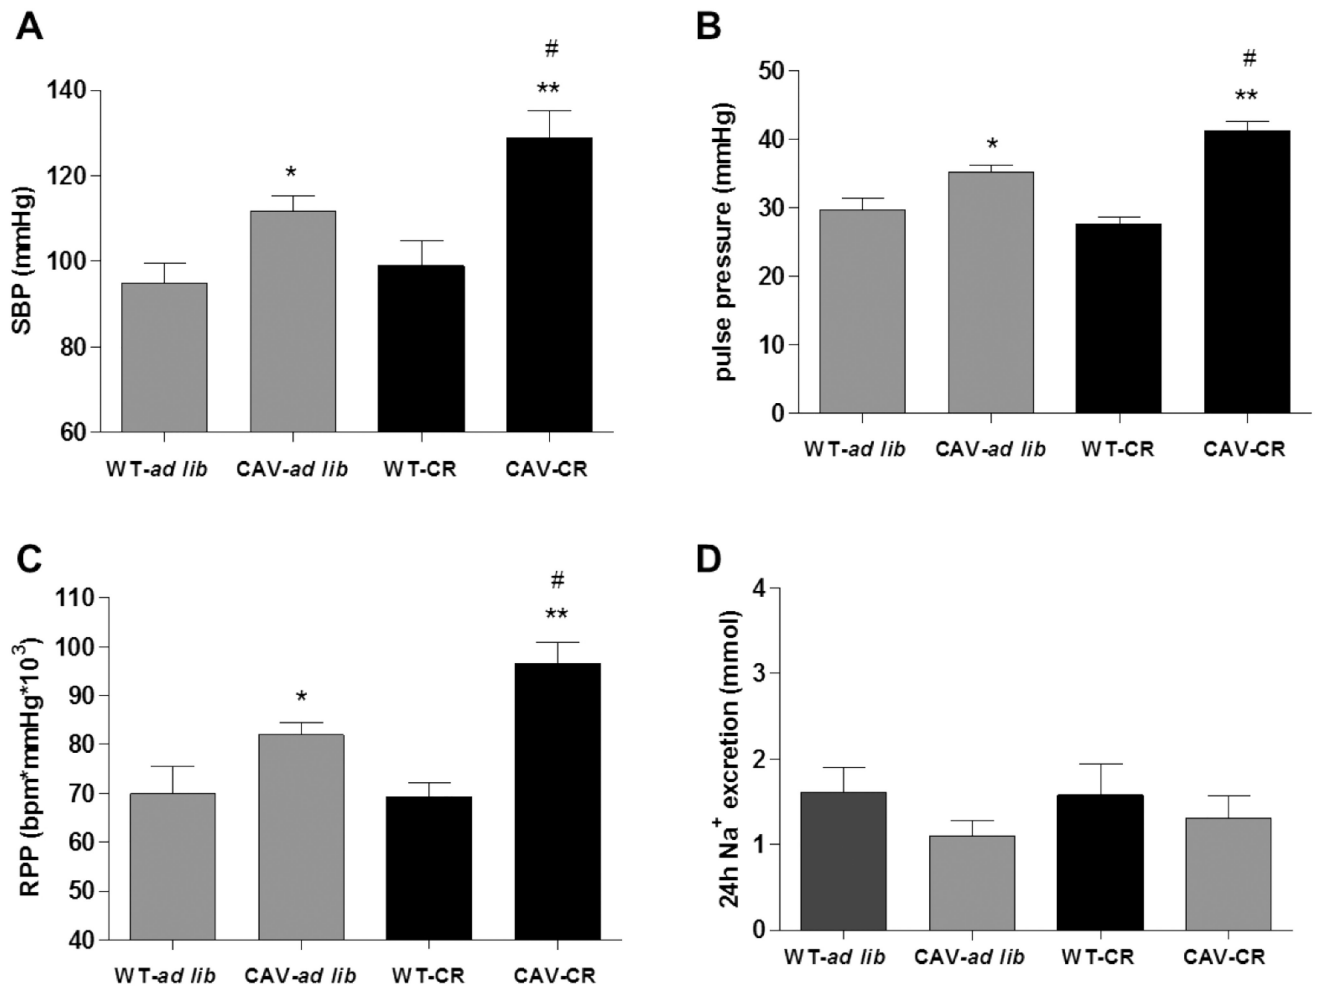 A
#
**
*
140
120
100
80
60
SBP (mmHg)
WT-ad lib CAV-ad lib WT-CR CAV-CR
B
#
**
*
50
40
30
20
10
0
pulse pressure (mmHg)
WT-ad lib CAV-ad lib WT-CR CAV-CR
C
#
**
*
110
100
90
80
70
60
50
40
RPP (bpm*mmHg*10³)
WT-ad lib CAV-ad lib WT-CR CAV-CR
D
4
3
2
1
0
24h Na⁺ excretion (mmol)
WT-ad lib CAV-ad lib WT-CR CAV-CR